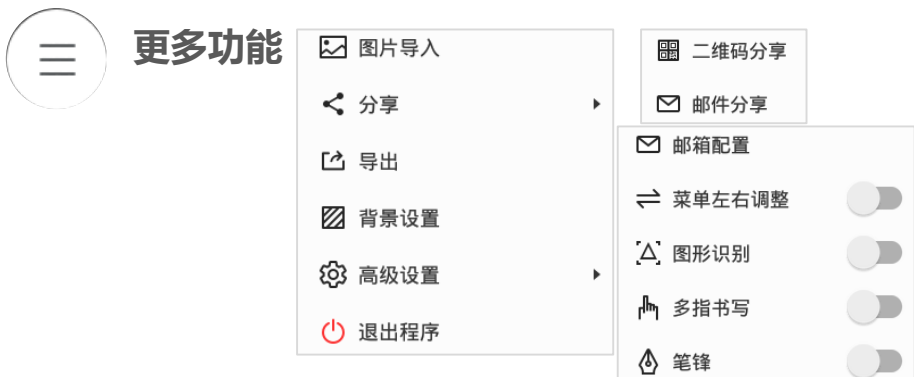 更多功能
图片导入
分享
导出
背景设置
高级设置
退出程序
二维码分享
邮件分享
邮箱配置
菜单左右调整
图形识别
多指书写
笔锋